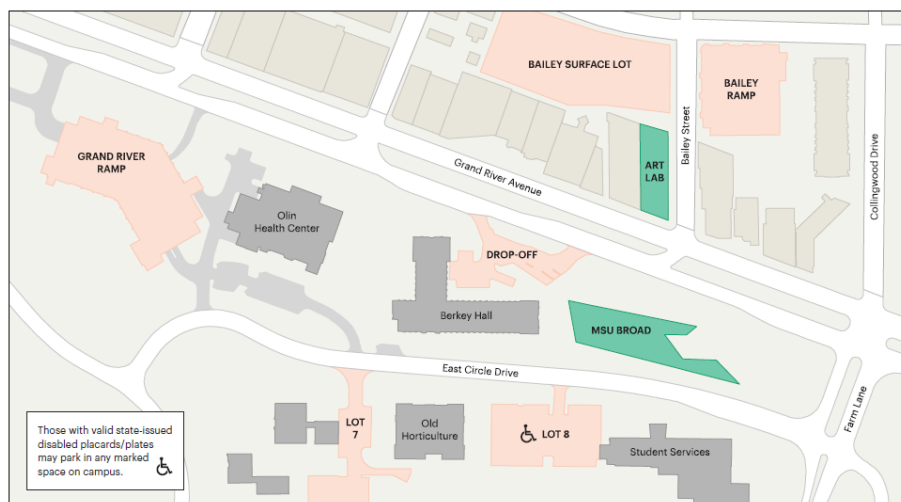 BAILEY SURFACE LOT
BAILEY
RAMP
GRAND RIVER
RAMP
Grand River Avenue
ART
LAB
Bailey Street
Collingwood Drive
Olin
Health Center
DROP-OFF
Berkey Hall
MSU BROAD
East Circle Drive
Farm Lane
LOT
7
Old
Horticulture
LOT 8
Student Services
Those with valid state-issued
disabled placards/plates
may park in any marked
space on campus.